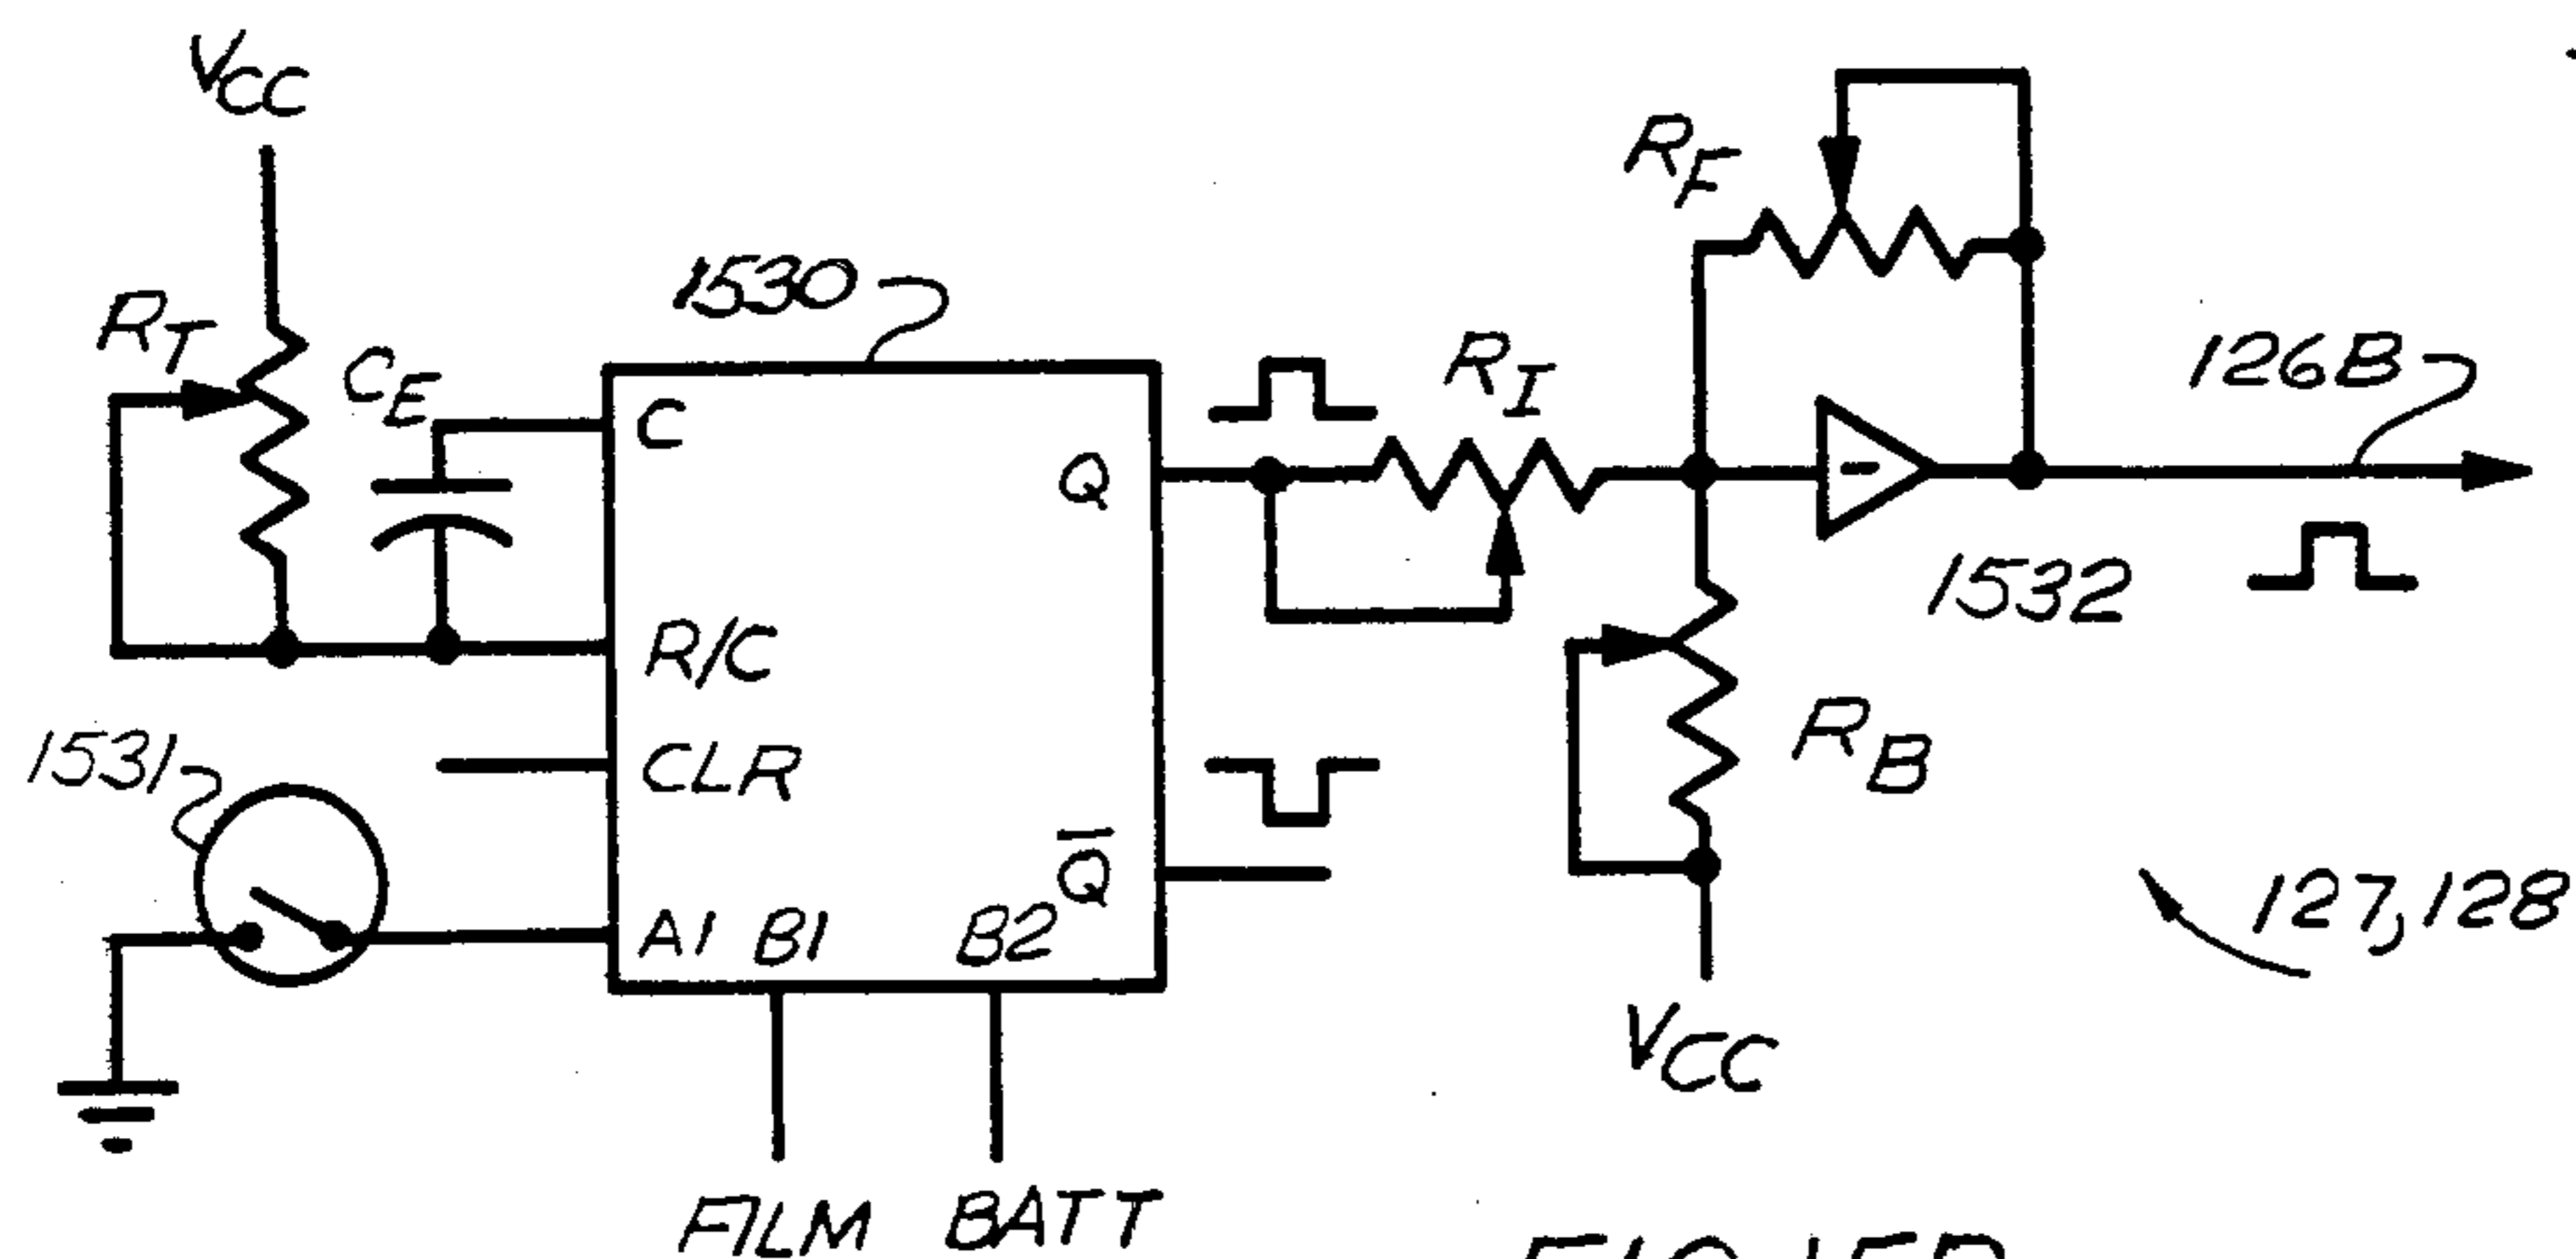 VCC
RT
CE
1530
C
R/C
CLR
1531
A1
B1
B2
Q
Q̅
FILM
BATT
RI
RF
126B
1532
RB
VCC
127,128